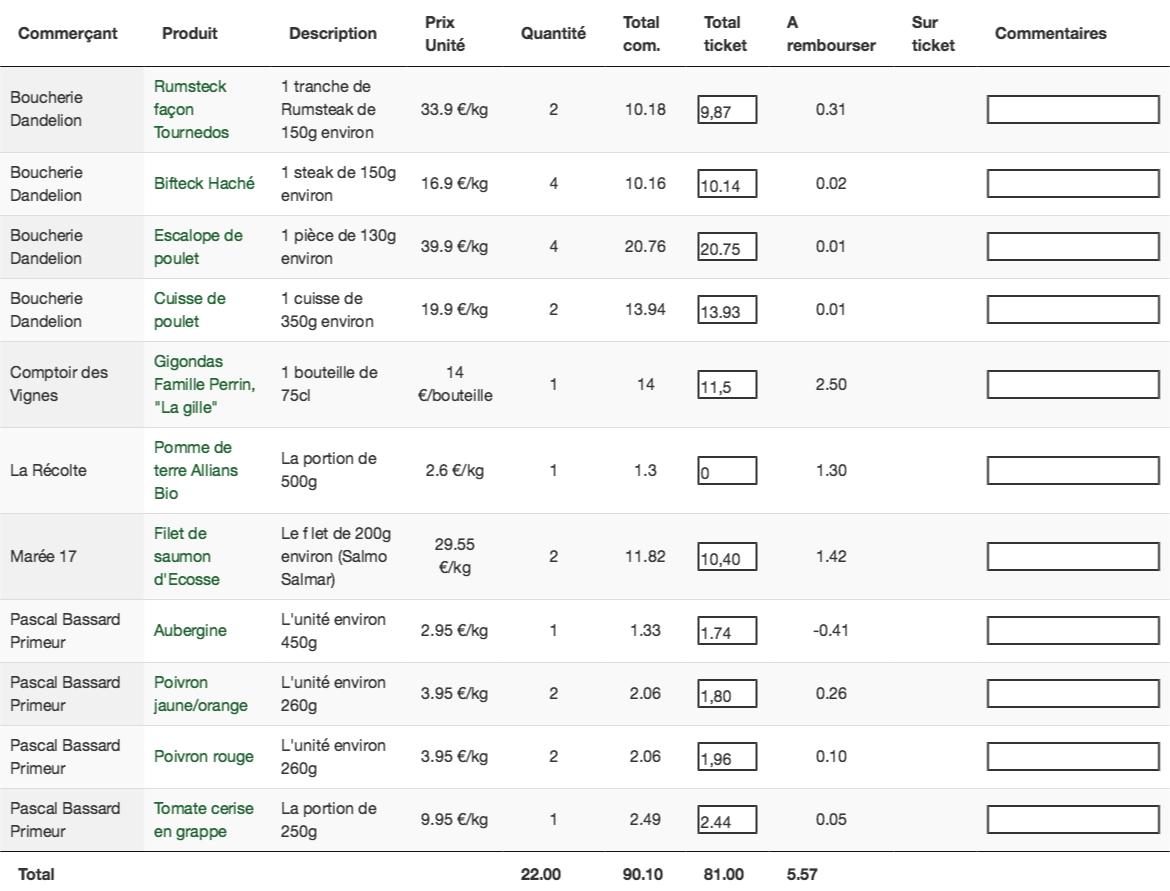 Commerçant Produit Description Prix Unité Quantité Total com. Total ticket A rembourser Sur ticket Commentaires
Boucherie Dandelion Rumsteck façon Tournedos 1 tranche de Rumsteak de 150g environ 33.9 €/kg 2 10.18 9,87 0.31
Boucherie Dandelion Bifteck Haché 1 steak de 150g environ 16.9 €/kg 4 10.16 10.14 0.02
Boucherie Dandelion Escalope de poulet 1 pièce de 130g environ 39.9 €/kg 4 20.76 20.75 0.01
Boucherie Dandelion Cuisse de poulet 1 cuisse de 350g environ 19.9 €/kg 2 13.94 13.93 0.01
Comptoir des Vignes Gigondas Famille Perrin, "La gille" 1 bouteille de 75cl 14 €/bouteille 1 14 11,5 2.50
La Récolte Pomme de terre Allians Bio La portion de 500g 2.6 €/kg 1 1.3 0 1.30
Marée 17 Filet de saumon d'Ecosse Le f let de 200g environ (Salmo Salmar) 29.55 €/kg 2 11.82 10,40 1.42
Pascal Bassard Primeur Aubergine L'unité environ 450g 2.95 €/kg 1 1.33 1.74 -0.41
Pascal Bassard Primeur Poivron jaune/orange L'unité environ 260g 3.95 €/kg 2 2.06 1,80 0.26
Pascal Bassard Primeur Poivron rouge L'unité environ 260g 3.95 €/kg 2 2.06 1,96 0.10
Pascal Bassard Primeur Tomate cerise en grappe La portion de 250g 9.95 €/kg 1 2.49 2.44 0.05
Total 22.00 90.10 81.00 5.57